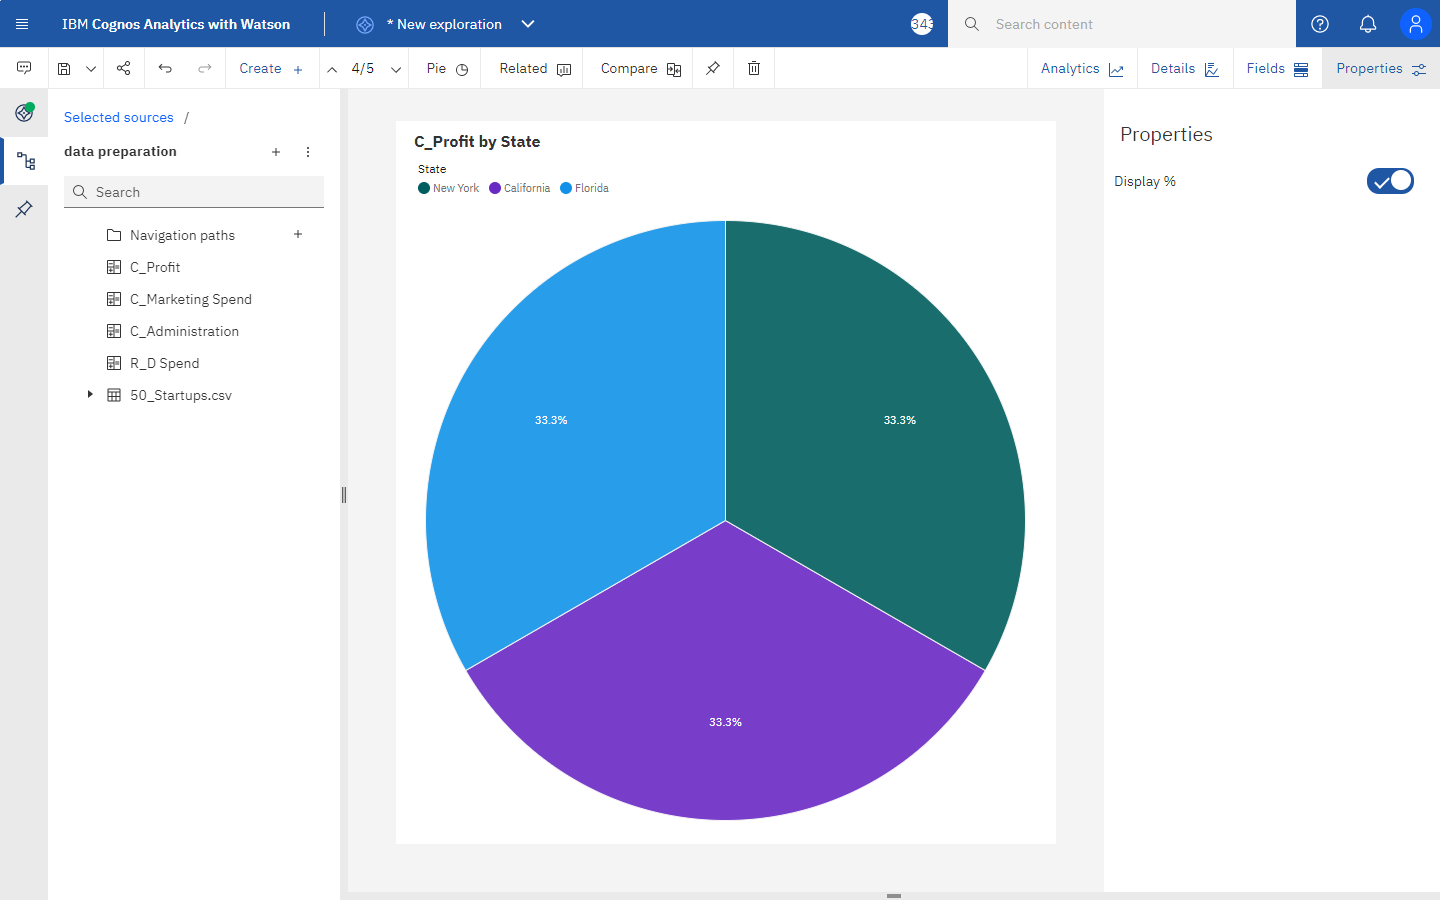 IBM Cognos Analytics with Watson
* New exploration
343
Search content
Create
4/5
Pie
Related
Compare
Analytics
Details
Fields
Properties
Selected sources /
data preparation
Search
Navigation paths
C_Profit
C_Marketing Spend
C_Administration
R_D Spend
50_Startups.csv
C_Profit by State
State
New York California Florida
33.3%
33.3%
33.3%
Properties
Display %